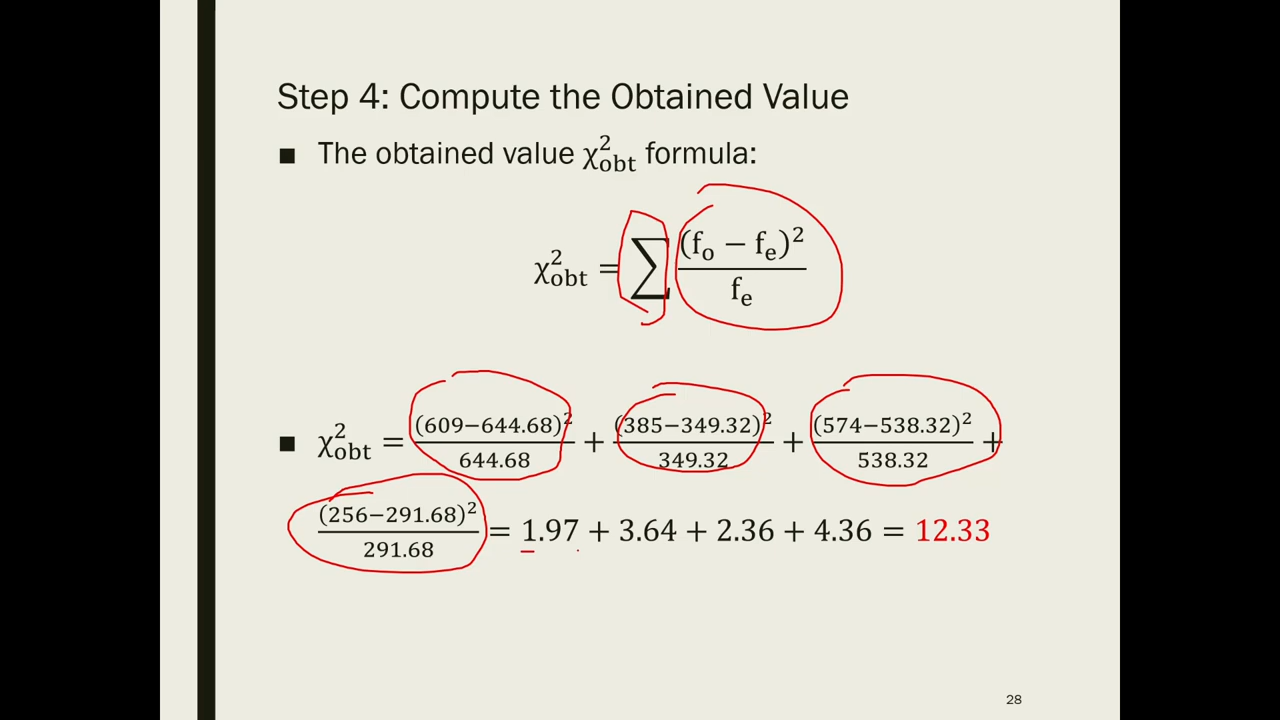 Step 4: Compute the Obtained Value
■ The obtained value χ²obt formula:
χ²obt = ∑ (fo − fe)² / fe
■ χ²obt = (609−644.68)² / 644.68 + (385−349.32)² / 349.32 + (574−538.32)² / 538.32 +
(256−291.68)² / 291.68 = 1.97 + 3.64 + 2.36 + 4.36 = 12.33
28